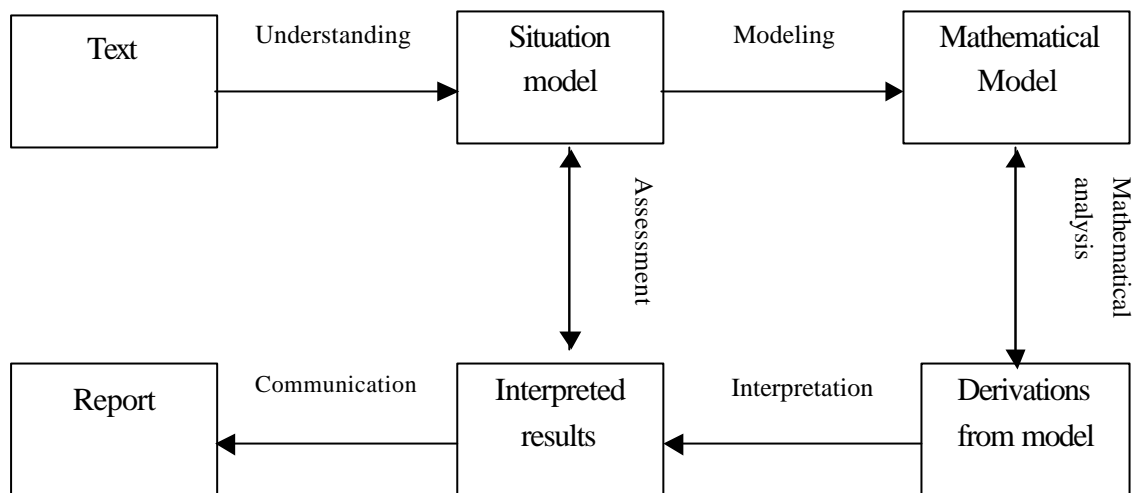 Text
Understanding
Situation
model
Modeling
Mathematical
Model
Assessment
Mathematical
analysis
Report
Communication
Interpreted
results
Interpretation
Derivations
from model